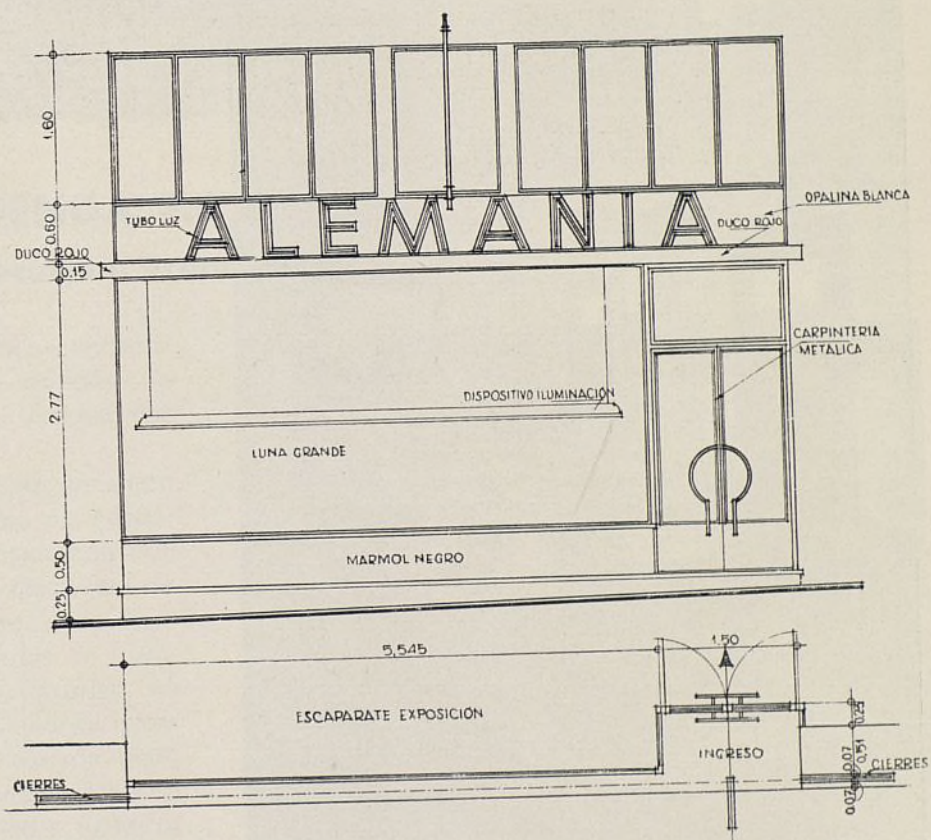 1.60
TUBO LUZ
ALEMANIA
OPALINA BLANCA
DUCO ROJO
0.60
DUCO ROJO
0.15
CARPINTERIA
METALICA
2.77
DISPOSITIVO ILUMINACIÓN
LUNA GRANDE
MARMOL NEGRO
0.50
0.25
5,545
1.50
ESCAPARATE EXPOSICIÓN
INGRESO
0.25
0.51
0.07
0.07
CIERRES
CIERRES